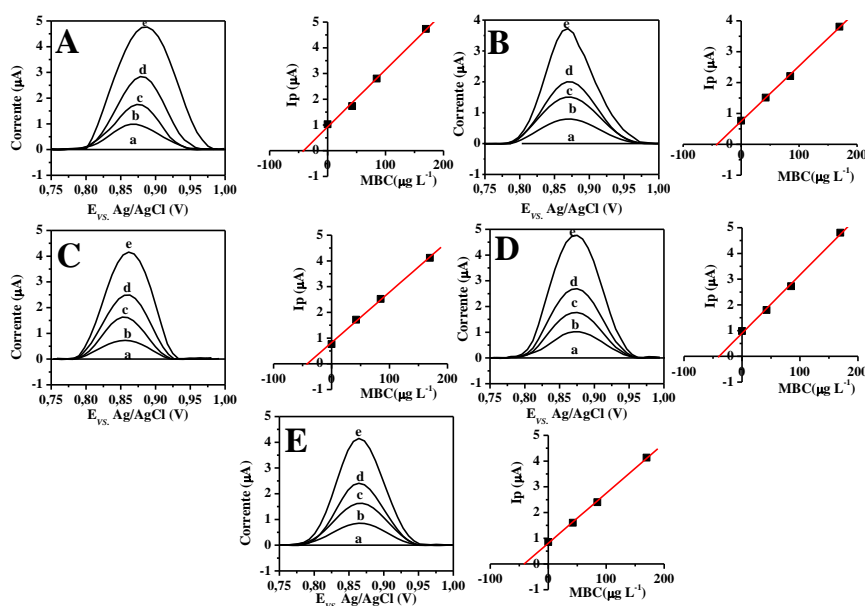 A
e
d
c
b
a
5
4
3
2
1
0
-1
Corrente (µA)
0,75 0,80 0,85 0,90 0,95 1,00
E_VS. Ag/AgCl (V)
5
4
3
2
1
0
-1
Ip (µA)
-100 0 100 200
MBC(µg L⁻¹)
B
e
d
c
b
a
4
3
2
1
0
-1
Corrente (µA)
0,75 0,80 0,85 0,90 0,95 1,00
E_VS. Ag/AgCl (V)
4
3
2
1
0
-1
Ip (µA)
-100 0 100 200
MBC(µg L⁻¹)
C
e
d
c
b
a
5
4
3
2
1
0
-1
Corrente (µA)
0,75 0,80 0,85 0,90 0,95 1,00
E_VS. Ag/AgCl (V)
5
4
3
2
1
0
-1
Ip (µA)
-100 0 100 200
MBC(µg L⁻¹)
D
e
d
c
b
a
5
4
3
2
1
0
-1
Corrente (µA)
0,75 0,80 0,85 0,90 0,95 1,00
E_VS. Ag/AgCl (V)
5
4
3
2
1
0
-1
Ip (µA)
-100 0 100 200
MBC(µg L⁻¹)
E
e
d
c
b
a
5
4
3
2
1
0
-1
Corrente (µA)
0,75 0,80 0,85 0,90 0,95 1,00
E_VS. Ag/AgCl (V)
5
4
3
2
1
0
-1
Ip (µA)
-100 0 100 200
MBC(µg L⁻¹)